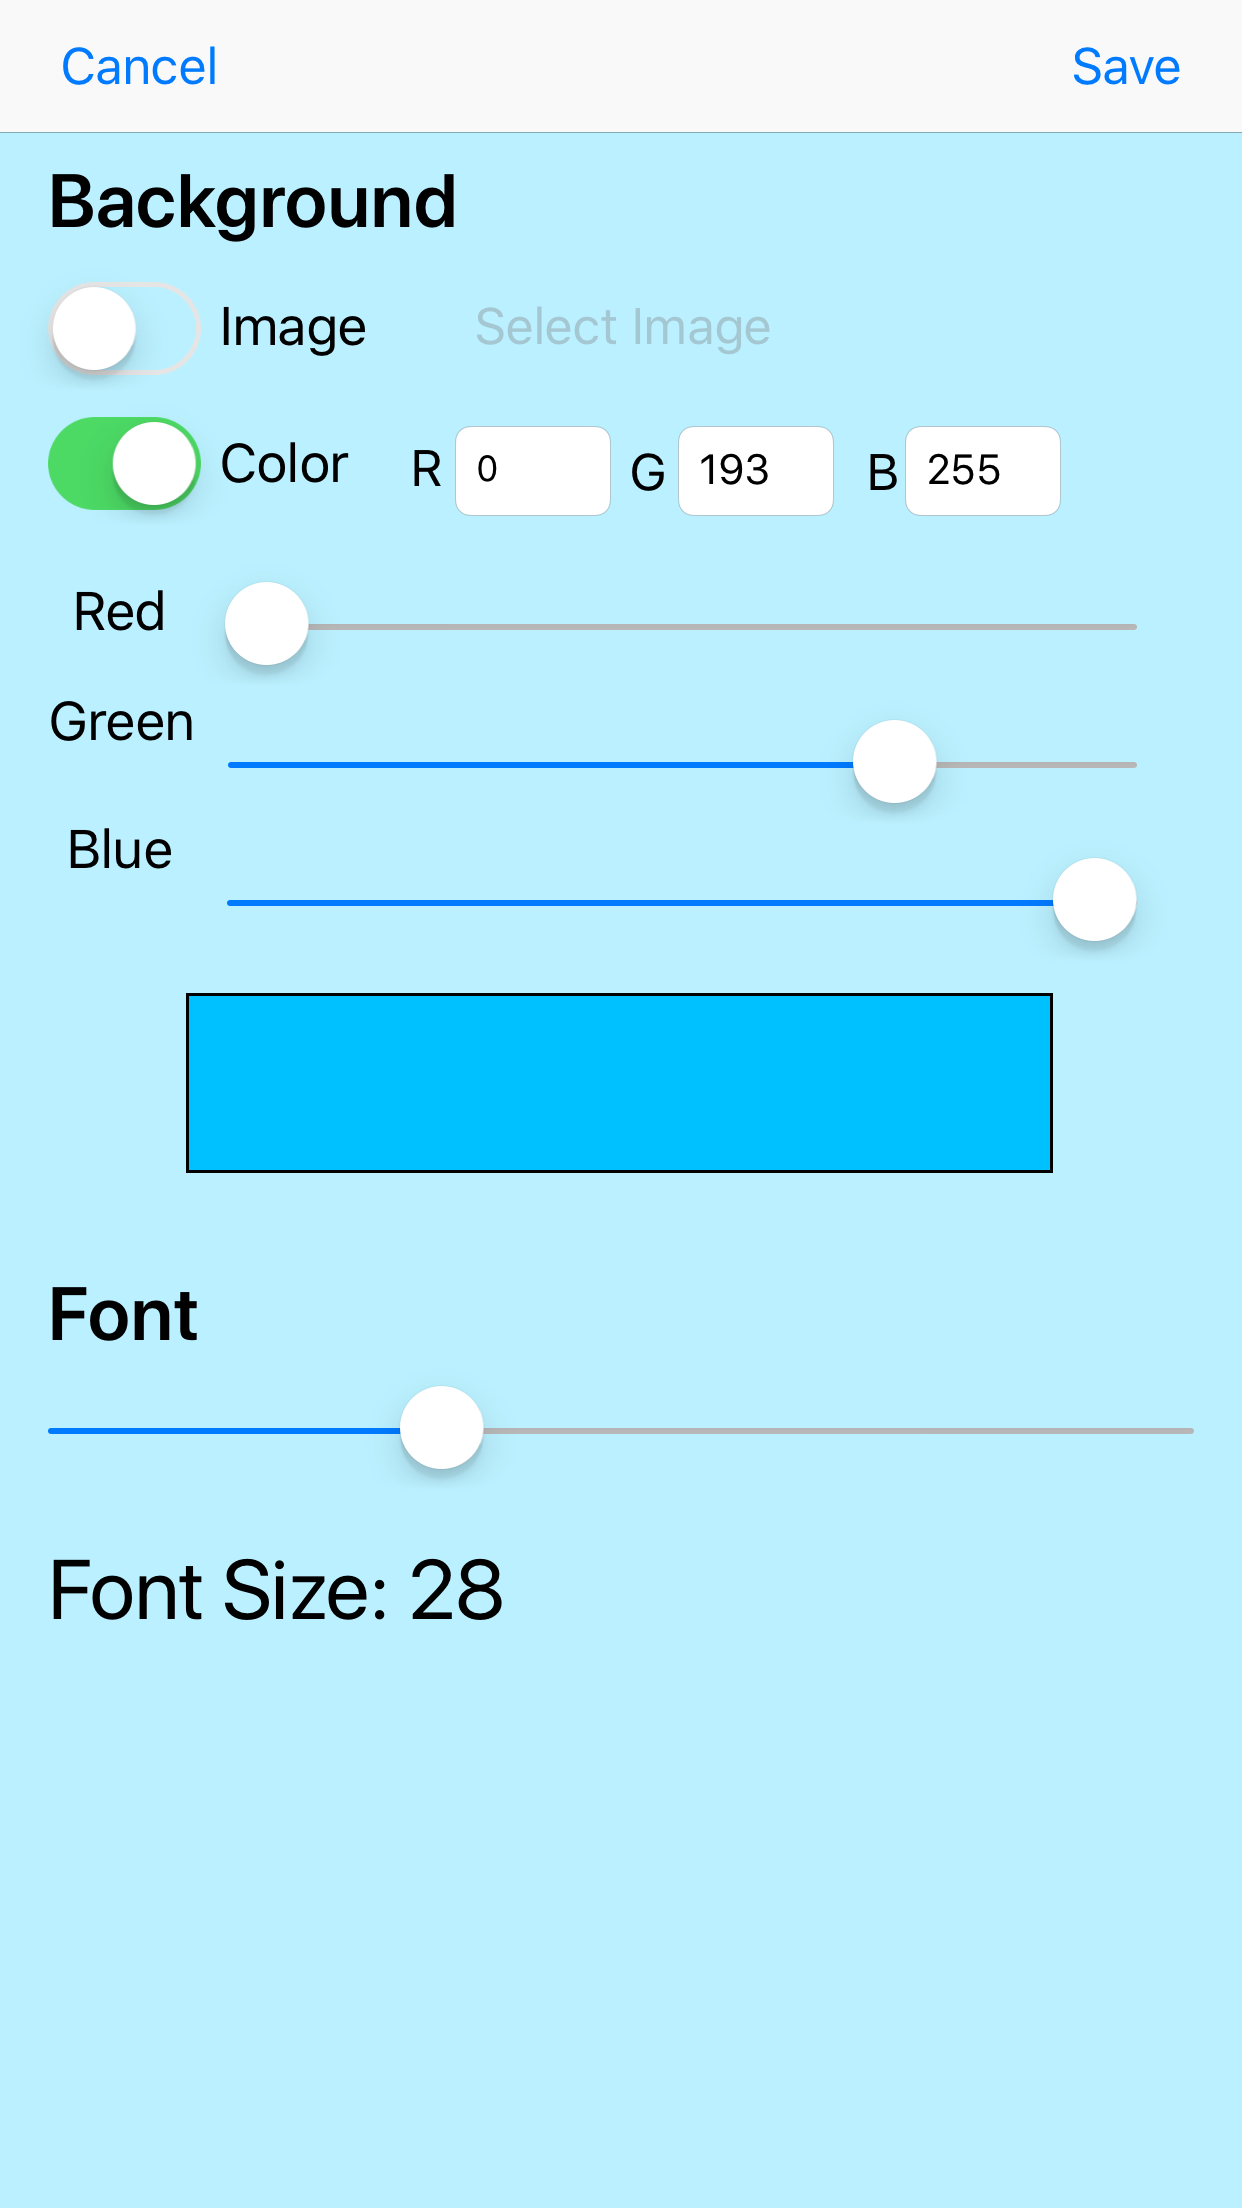 Cancel Save
Background
Image Select Image
Color R 0 G 193 B 255
Red
Green
Blue
Font
Font Size: 28